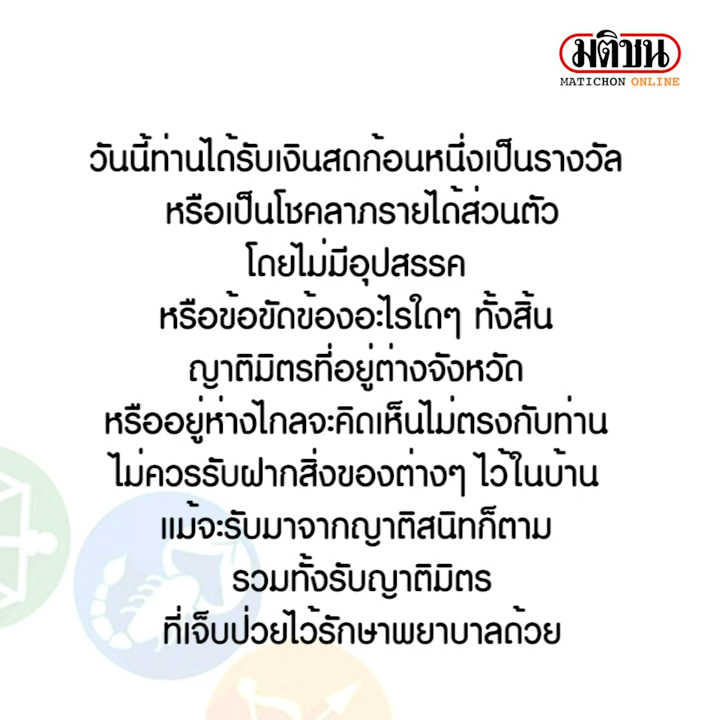 มติชน
MATICHON ONLINE
วันนี้ท่านได้รับเงินสดก้อนหนึ่งเป็นรางวัล
หรือเป็นโชคลาภรายได้ส่วนตัว
โดยไม่มีอุปสรรค
หรือข้อขัดข้องอะไรใดๆ ทั้งสิ้น
ญาติมิตรที่อยู่ต่างจังหวัด
หรืออยู่ห่างไกลจะคิดเห็นไม่ตรงกับท่าน
ไม่ควรรับฝากสิ่งของต่างๆ ไว้ในบ้าน
แม้จะรับมาจากญาติสนิทก็ตาม
รวมทั้งรับญาติมิตร
ที่เจ็บป่วยไว้รักษาพยาบาลด้วย